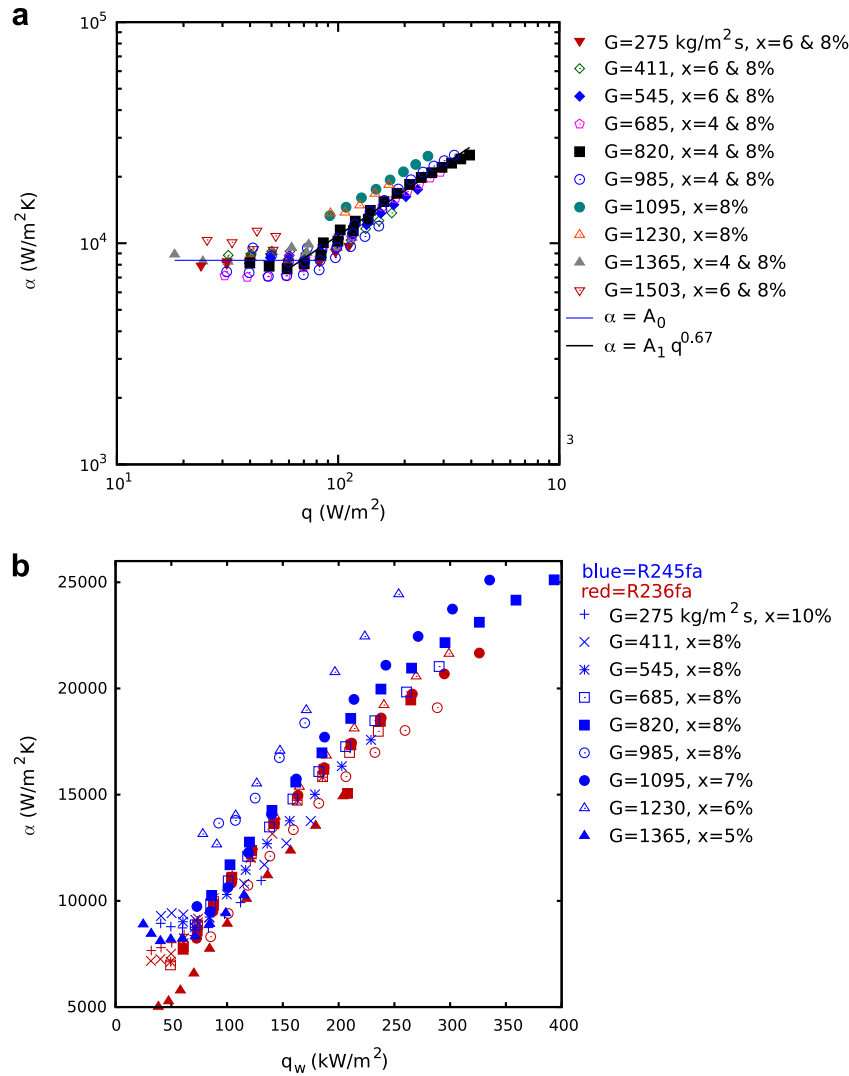 a
10^5
10^4
10^3
α (W/m^2K)
10^1
10^2
10
3
q (W/m^2)
G=275 kg/m^2s, x=6 & 8%
G=411, x=6 & 8%
G=545, x=6 & 8%
G=685, x=4 & 8%
G=820, x=4 & 8%
G=985, x=4 & 8%
G=1095, x=8%
G=1230, x=8%
G=1365, x=4 & 8%
G=1503, x=6 & 8%
α = A_0
α = A_1 q^0.67
b
25000
20000
15000
10000
5000
α (W/m^2K)
0
50
100
150
200
250
300
350
400
q_w (kW/m^2)
blue=R245fa
red=R236fa
G=275 kg/m^2s, x=10%
G=411, x=8%
G=545, x=8%
G=685, x=8%
G=820, x=8%
G=985, x=8%
G=1095, x=7%
G=1230, x=6%
G=1365, x=5%